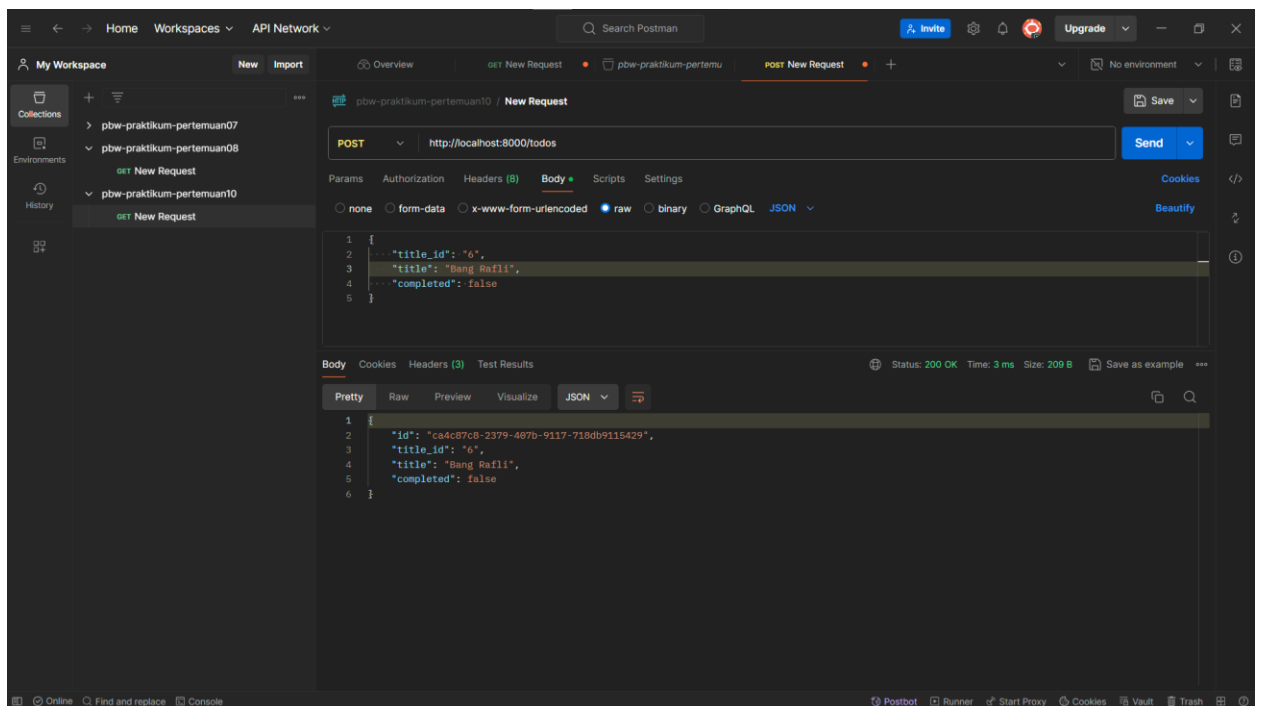 Home Workspaces API Network Search Postman Invite Upgrade
My Workspace New Import Overview GET New Request pbw-praktikum-pertemu POST New Request + No environment
Collections
Environments
History
> pbw-praktikum-pertemuan07
pbw-praktikum-pertemuan08
GET New Request
pbw-praktikum-pertemuan10
GET New Request
HTTP pbw-praktikum-pertemuan10 / New Request Save
POST http://localhost:8000/todos Send
Params Authorization Headers (8) Body Scripts Settings Cookies
none form-data x-www-form-urlencoded raw binary GraphQL JSON Beautify
1 {
2 "title_id": "6",
3 "title": "Bang Rafli",
4 "completed": false
5 }
Body Cookies Headers (3) Test Results Status: 200 OK Time: 3 ms Size: 209 B Save as example
Pretty Raw Preview Visualize JSON
1 {
2 "id": "ca4c87c8-2379-407b-9117-718db9115429",
3 "title_id": "6",
4 "title": "Bang Rafli",
5 "completed": false
6 }
Online Find and replace Console Postbot Runner Start Proxy Cookies Vault Trash